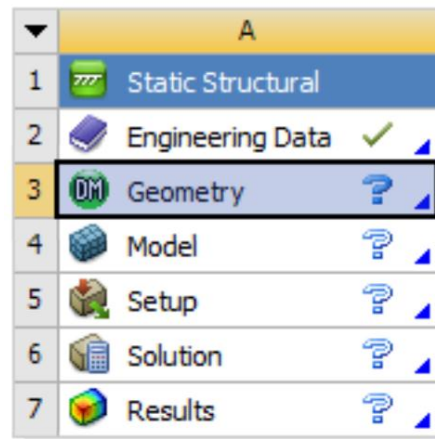 A
1 Static Structural
2 Engineering Data
3 DM Geometry ?
4 Model ?
5 Setup ?
6 Solution ?
7 Results ?